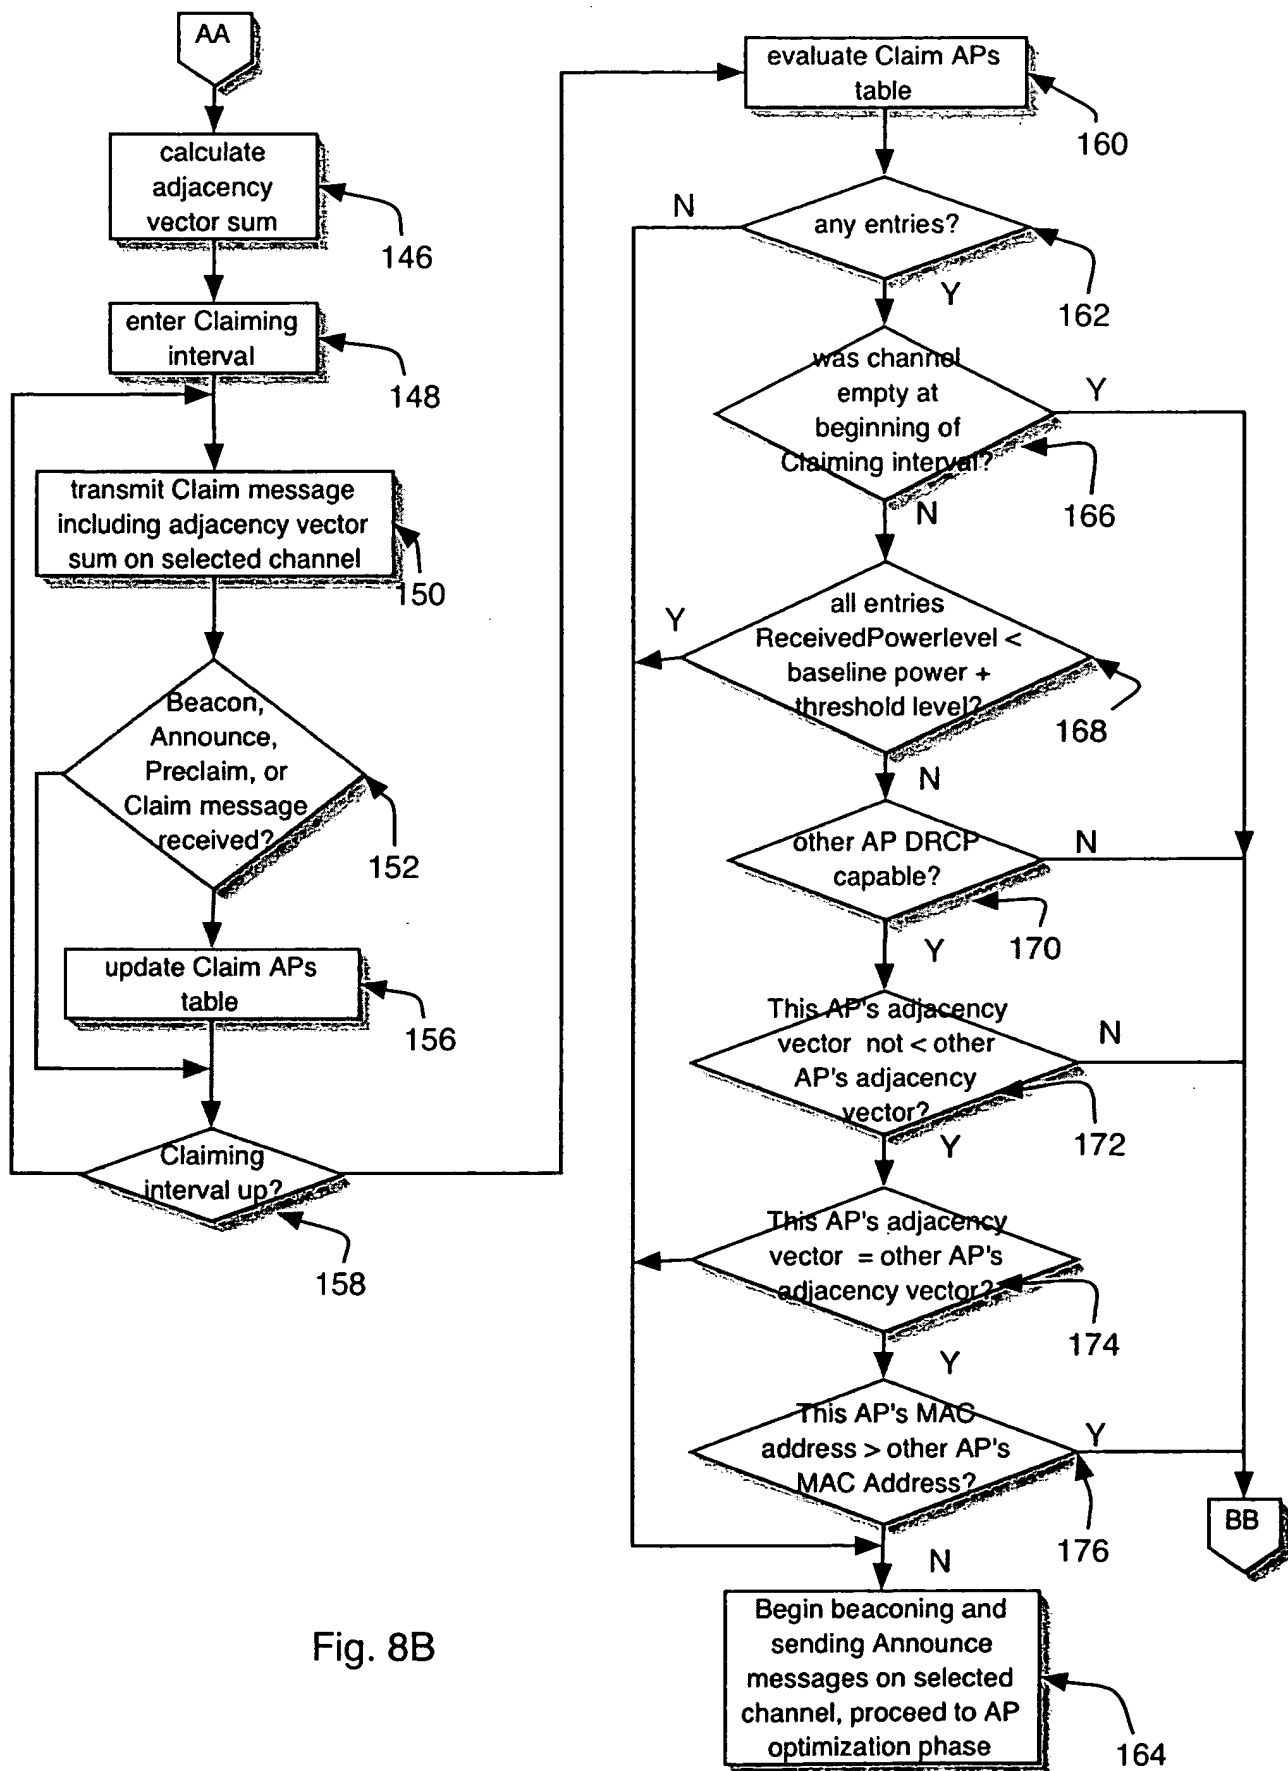 AA
calculate
adjacency
vector sum
146
enter Claiming
interval
148
transmit Claim message
including adjacency vector
sum on selected channel
150
Beacon,
Announce,
Preclaim, or
Claim message
received?
152
update Claim APs
table
156
Claiming
interval up?
158
evaluate Claim APs
table
160
N
any entries?
162
Y
was channel
empty at
beginning of
Claiming interval?
Y
166
N
all entries
ReceivedPowerlevel <
baseline power +
threshold level?
Y
168
N
other AP DRCP
capable?
N
170
Y
This AP's adjacency
vector not < other
AP's adjacency
vector?
N
172
Y
This AP's adjacency
vector = other AP's
adjacency vector?
174
Y
This AP's MAC
address > other AP's
MAC Address?
Y
176
BB
N
Begin beaconing and
sending Announce
messages on selected
channel, proceed to AP
optimization phase
164
Fig. 8B